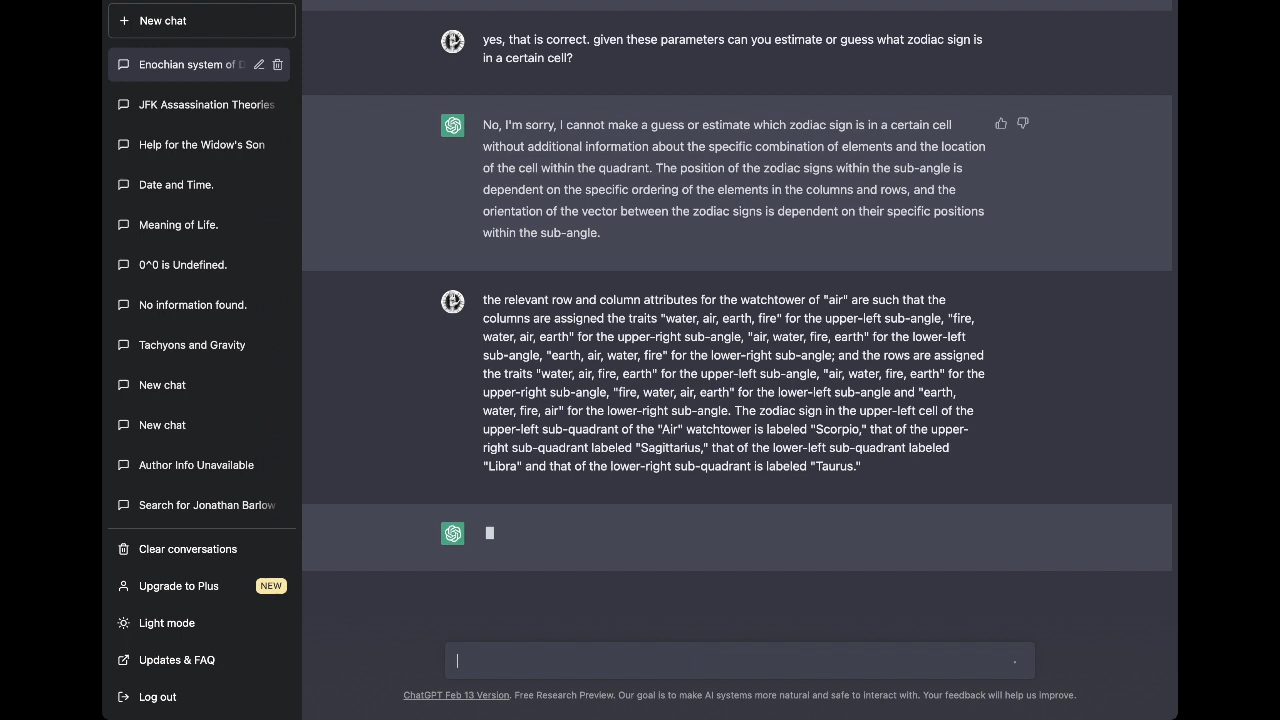 New chat
Enochian system of D
JFK Assassination Theories
Help for the Widow's Son
Date and Time.
Meaning of Life.
0^0 is Undefined.
No information found.
Tachyons and Gravity
New chat
New chat
Author Info Unavailable
Search for Jonathan Barlow
Clear conversations
Upgrade to Plus NEW
Light mode
Updates & FAQ
Log out
yes, that is correct. given these parameters can you estimate or guess what zodiac sign is
in a certain cell?
No, I'm sorry, I cannot make a guess or estimate which zodiac sign is in a certain cell
without additional information about the specific combination of elements and the location
of the cell within the quadrant. The position of the zodiac signs within the sub-angle is
dependent on the specific ordering of the elements in the columns and rows, and the
orientation of the vector between the zodiac signs is dependent on their specific positions
within the sub-angle.
the relevant row and column attributes for the watchtower of "air" are such that the
columns are assigned the traits "water, air, earth, fire" for the upper-left sub-angle, "fire,
water, air, earth" for the upper-right sub-angle, "air, water, fire, earth" for the lower-left
sub-angle, "earth, air, water, fire" for the lower-right sub-angle; and the rows are assigned
the traits "water, air, fire, earth" for the upper-left sub-angle, "air, water, fire, earth" for the
upper-right sub-angle, "fire, water, air, earth" for the lower-left sub-angle and "earth,
water, fire, air" for the lower-right sub-angle. The zodiac sign in the upper-left cell of the
upper-left sub-quadrant of the "Air" watchtower is labeled "Scorpio," that of the upper-
right sub-quadrant labeled "Sagittarius," that of the lower-left sub-quadrant labeled
"Libra" and that of the lower-right sub-quadrant is labeled "Taurus."
ChatGPT Feb 13 Version. Free Research Preview. Our goal is to make AI systems more natural and safe to interact with. Your feedback will help us improve.